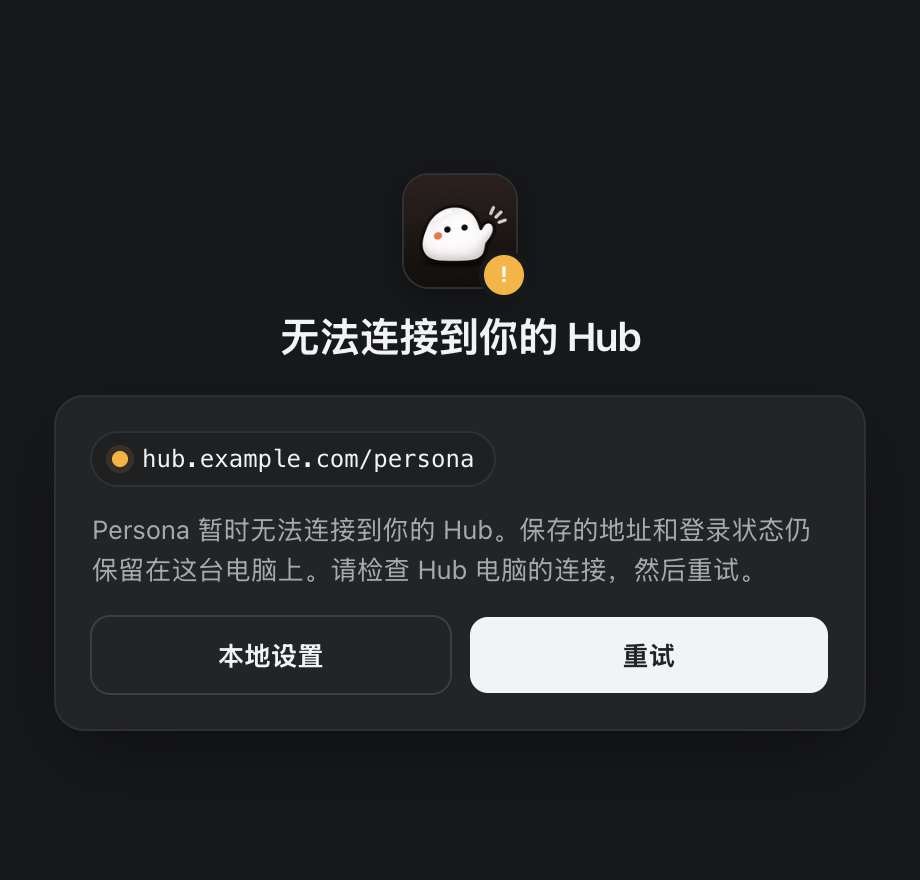 !
无法连接到你的 Hub
hub.example.com/persona
Persona 暂时无法连接到你的 Hub。保存的地址和登录状态仍
保留在这台电脑上。请检查 Hub 电脑的连接，然后重试。
本地设置
重试